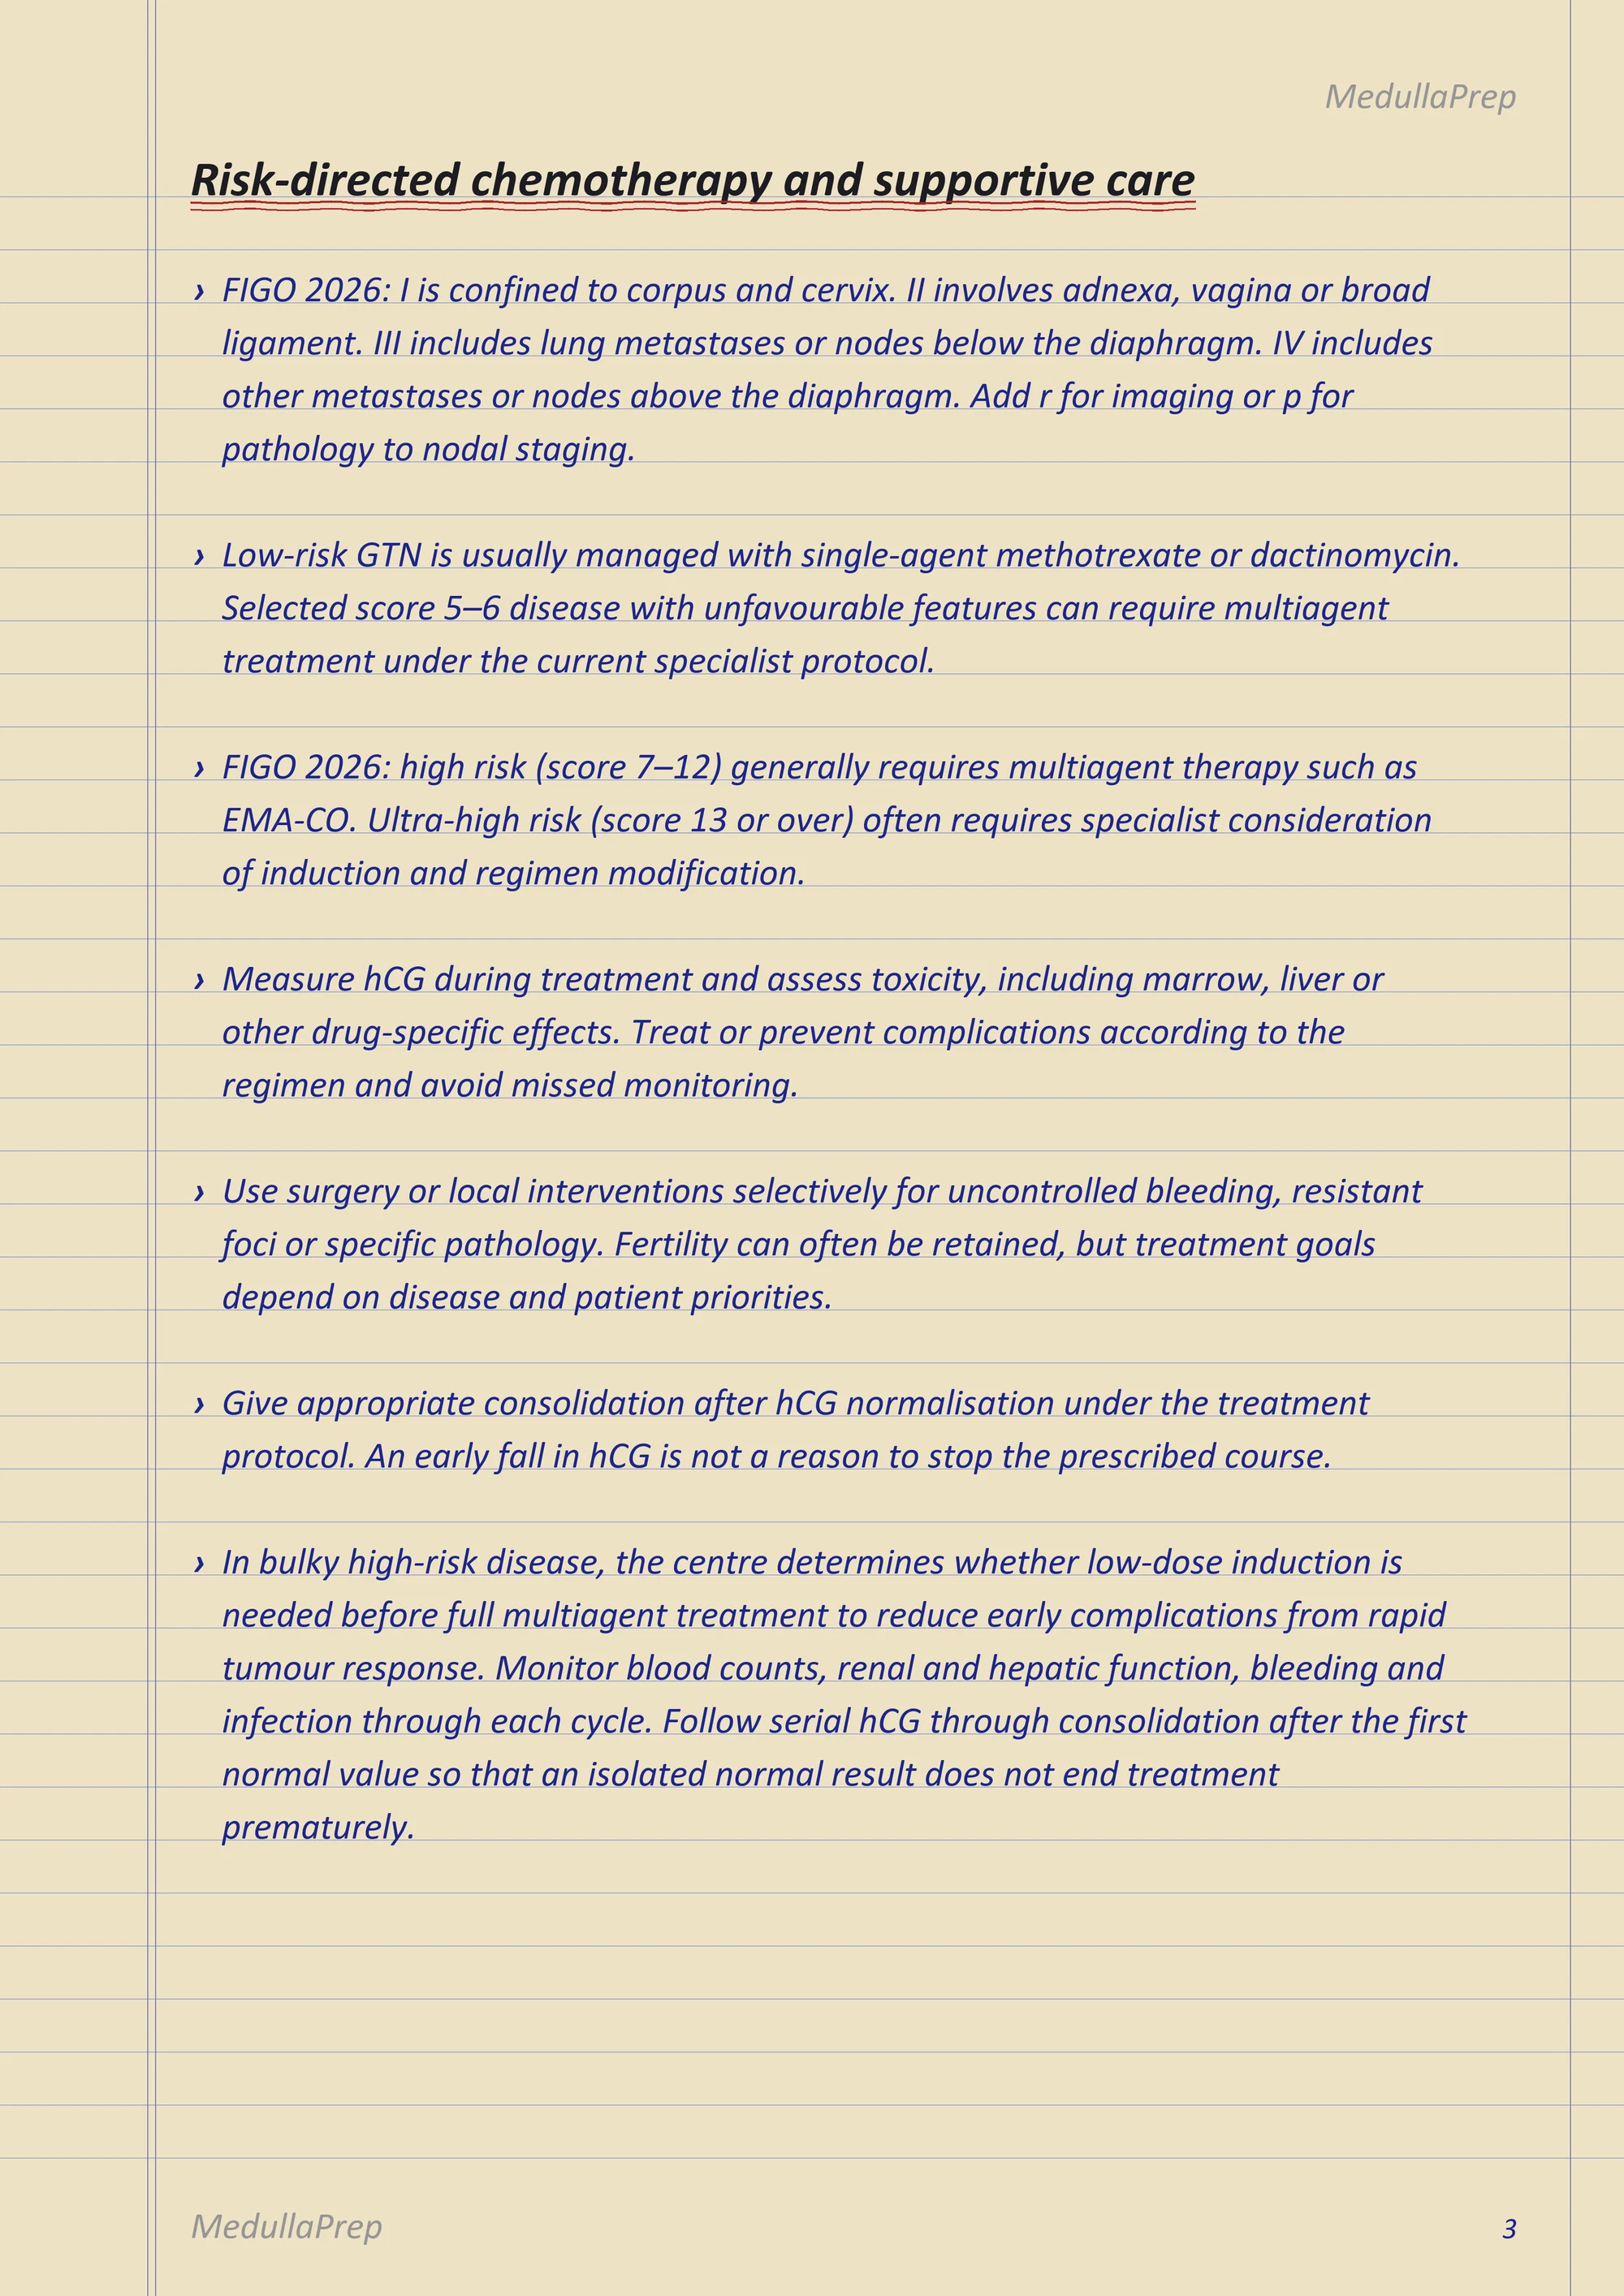 MedullaPrep
Risk-directed chemotherapy and supportive care
› FIGO 2026: I is confined to corpus and cervix. II involves adnexa, vagina or broad
ligament. III includes lung metastases or nodes below the diaphragm. IV includes
other metastases or nodes above the diaphragm. Add r for imaging or p for
pathology to nodal staging.
› Low-risk GTN is usually managed with single-agent methotrexate or dactinomycin.
Selected score 5–6 disease with unfavourable features can require multiagent
treatment under the current specialist protocol.
› FIGO 2026: high risk (score 7–12) generally requires multiagent therapy such as
EMA-CO. Ultra-high risk (score 13 or over) often requires specialist consideration
of induction and regimen modification.
› Measure hCG during treatment and assess toxicity, including marrow, liver or
other drug-specific effects. Treat or prevent complications according to the
regimen and avoid missed monitoring.
› Use surgery or local interventions selectively for uncontrolled bleeding, resistant
foci or specific pathology. Fertility can often be retained, but treatment goals
depend on disease and patient priorities.
› Give appropriate consolidation after hCG normalisation under the treatment
protocol. An early fall in hCG is not a reason to stop the prescribed course.
› In bulky high-risk disease, the centre determines whether low-dose induction is
needed before full multiagent treatment to reduce early complications from rapid
tumour response. Monitor blood counts, renal and hepatic function, bleeding and
infection through each cycle. Follow serial hCG through consolidation after the first
normal value so that an isolated normal result does not end treatment
prematurely.
MedullaPrep
3